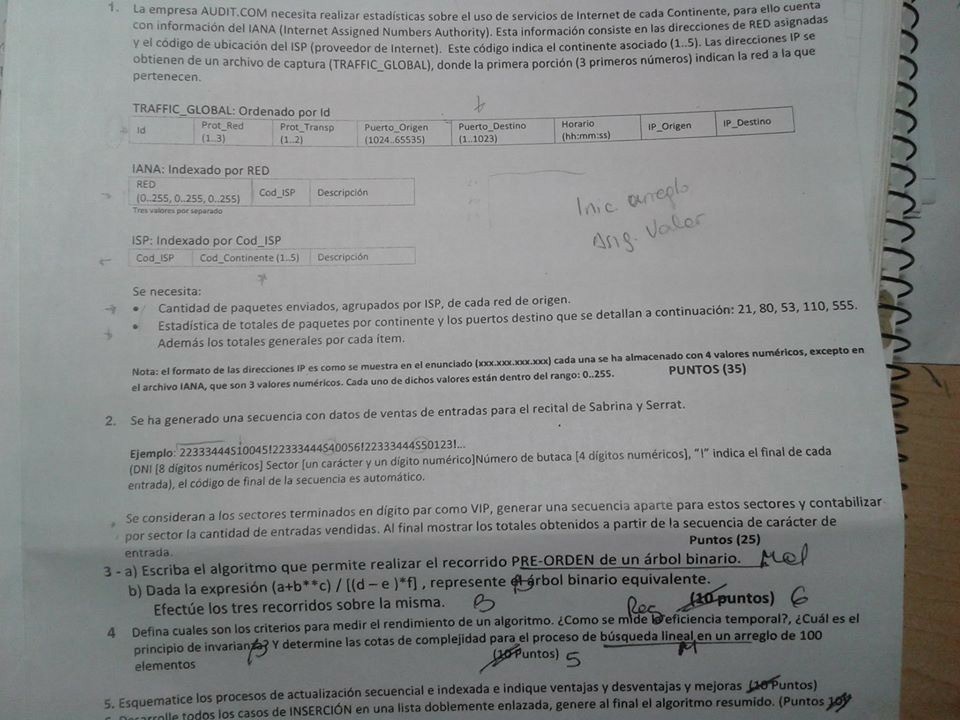 1. La empresa AUDIT.COM necesita realizar estadísticas sobre el uso de servicios de Internet de cada Continente, para ello cuenta
con información del IANA (Internet Assigned Numbers Authority). Esta información consiste en las direcciones de RED asignadas
y el código de ubicación del ISP (proveedor de Internet). Este código indica el continente asociado (1..5). Las direcciones IP se
obtienen de un archivo de captura (TRAFFIC_GLOBAL), donde la primera porción (3 primeros números) indican la red a la que
pertenecen.
TRAFFIC_GLOBAL: Ordenado por Id
Id Prot_Red (1..3) Prot_Transp (1..2) Puerto_Origen (1024..65535) Puerto_Destino (1..1023) Horario (hh:mm:ss) IP_Origen IP_Destino
IANA: Indexado por RED
RED (0..255, 0..255, 0..255) Cod_ISP Descripción
Tres valores por separado
Inic. arreglo
Asig. Valor
ISP: Indexado por Cod_ISP
Cod_ISP Cod_Continente (1..5) Descripción
Se necesita:
• Cantidad de paquetes enviados, agrupados por ISP, de cada red de origen.
• Estadística de totales de paquetes por continente y los puertos destino que se detallan a continuación: 21, 80, 53, 110, 555.
Además los totales generales por cada ítem.
Nota: el formato de las direcciones IP es como se muestra en el enunciado (xxx.xxx.xxx.xxx) cada una se ha almacenado con 4 valores numéricos, excepto en
el archivo IANA, que son 3 valores numéricos. Cada uno de dichos valores están dentro del rango: 0..255. PUNTOS (35)
2. Se ha generado una secuencia con datos de ventas de entradas para el recital de Sabrina y Serrat.
Ejemplo: 22333444S10045!22333444S40056!22333444S50123!...
(DNI [8 dígitos numéricos] Sector [un carácter y un dígito numérico]Número de butaca [4 dígitos numéricos], "!" indica el final de cada
entrada), el código de final de la secuencia es automático.
Se consideran a los sectores terminados en dígito par como VIP, generar una secuencia aparte para estos sectores y contabilizar
por sector la cantidad de entradas vendidas. Al final mostrar los totales obtenidos a partir de la secuencia de carácter de
entrada. Puntos (25)
3 - a) Escriba el algoritmo que permite realizar el recorrido PRE-ORDEN de un árbol binario. Mal
b) Dada la expresión (a+b**c) / [(d – e )*f] , represente árbol binario equivalente.
Efectúe los tres recorridos sobre la misma. B (10 puntos) 6
Reg
4 Defina cuales son los criterios para medir el rendimiento de un algoritmo. ¿Como se mide la eficiencia temporal?, ¿Cuál es el
principio de invarianza? Y determine las cotas de complejidad para el proceso de búsqueda lineal en un arreglo de 100
elementos (10 Puntos) 5 M
5. Esquematice los procesos de actualización secuencial e indexada e indique ventajas y desventajas y mejoras (10 Puntos)
6. Desarrolle todos los casos de INSERCIÓN en una lista doblemente enlazada, genere al final el algoritmo resumido. (Puntos 10)